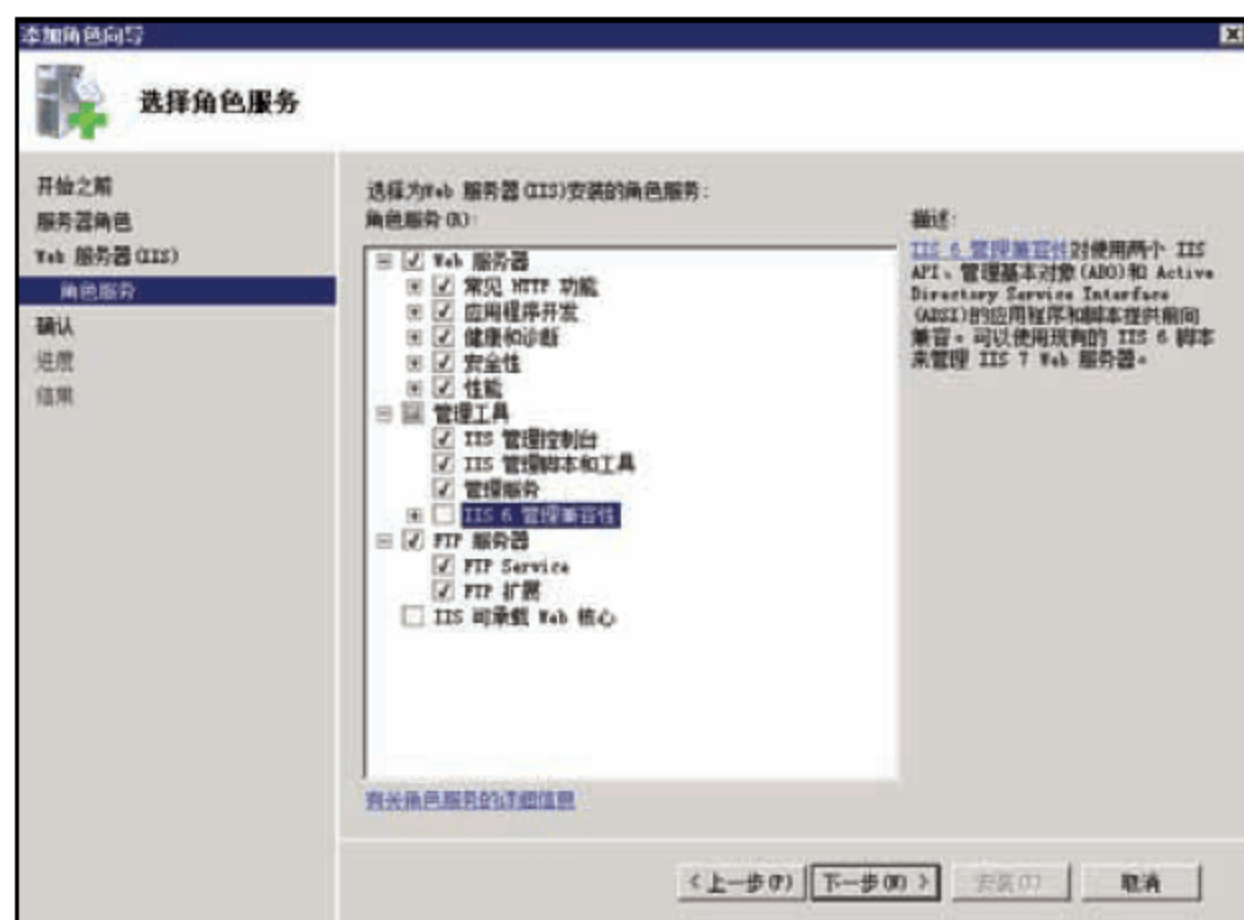 添加角色向导
选择角色服务
开始之前
服务器角色
Web 服务器(IIS)
角色服务
确认
进度
结果
选择为Web 服务器(IIS)安装的角色服务:
角色服务(R):
Web 服务器
常见 HTTP 功能
应用程序开发
健康和诊断
安全性
性能
管理工具
IIS 管理控制台
IIS 管理脚本和工具
管理服务
IIS 6 管理兼容性
FTP 服务器
FTP Service
FTP 扩展
IIS 可承载 Web 核心
描述:
IIS 6 管理兼容性对使用两个 IIS
API、管理基本对象(ABO)和 Active
Directory Service Interface
(ADSI)的应用程序和脚本提供前向
兼容。可以使用现有的 IIS 6 脚本
来管理 IIS 7 Web 服务器。
有关角色服务的详细信息
< 上一步(P)
下一步(N) >
安装(I)
取消